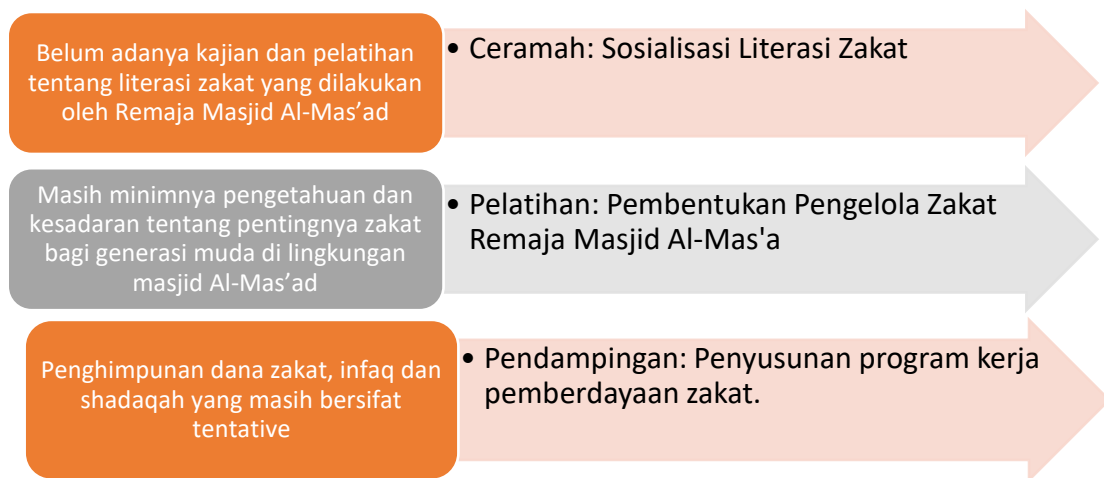 Belum adanya kajian dan pelatihan
tentang literasi zakat yang dilakukan
oleh Remaja Masjid Al-Mas’ad
• Ceramah: Sosialisasi Literasi Zakat
Masih minimnya pengetahuan dan
kesadaran tentang pentingnya zakat
bagi generasi muda di lingkungan
masjid Al-Mas’ad
• Pelatihan: Pembentukan Pengelola Zakat
Remaja Masjid Al-Mas'a
Penghimpunan dana zakat, infaq dan
shadaqah yang masih bersifat
tentative
• Pendampingan: Penyusunan program kerja
pemberdayaan zakat.